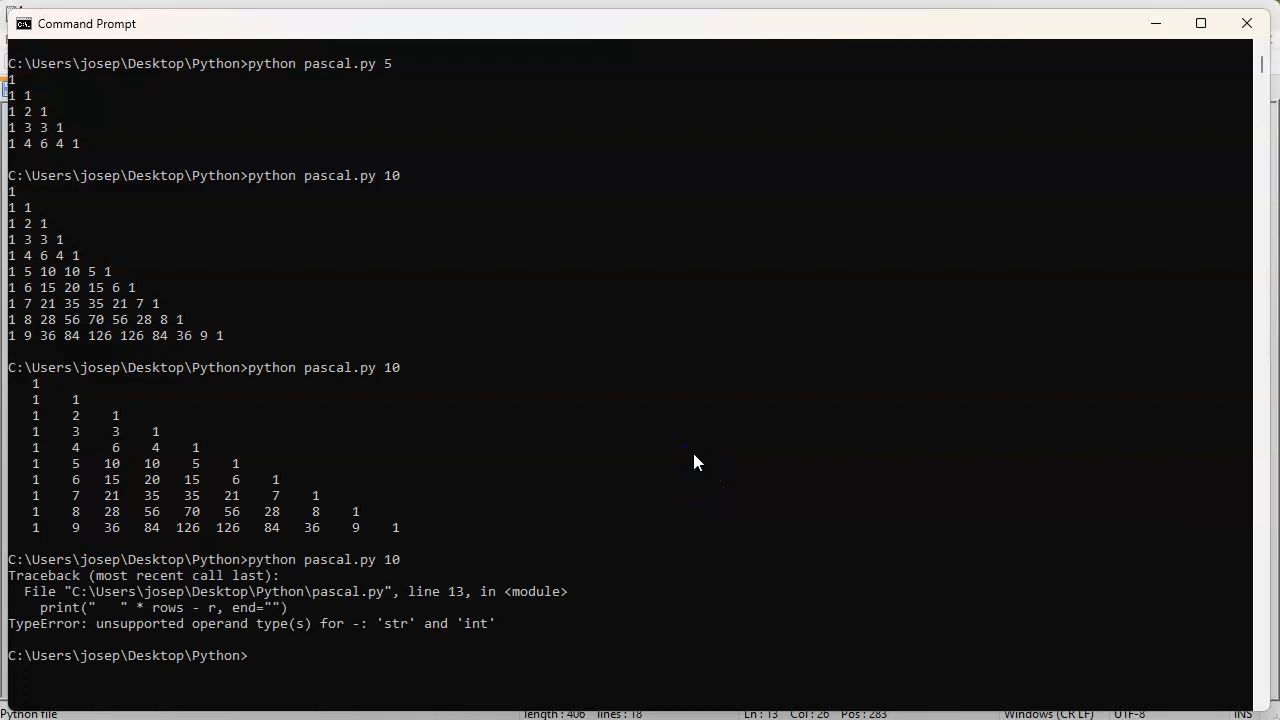 Command Prompt
C:\Users\josep\Desktop\Python>python pascal.py 5
1
1 1
1 2 1
1 3 3 1
1 4 6 4 1
C:\Users\josep\Desktop\Python>python pascal.py 10
1
1 1
1 2 1
1 3 3 1
1 4 6 4 1
1 5 10 10 5 1
1 6 15 20 15 6 1
1 7 21 35 35 21 7 1
1 8 28 56 70 56 28 8 1
1 9 36 84 126 126 84 36 9 1
C:\Users\josep\Desktop\Python>python pascal.py 10
   1
   1    1
   1    2    1
   1    3    3    1
   1    4    6    4    1
   1    5   10   10    5    1
   1    6   15   20   15    6    1
   1    7   21   35   35   21    7    1
   1    8   28   56   70   56   28    8    1
   1    9   36   84  126  126   84   36    9    1
C:\Users\josep\Desktop\Python>python pascal.py 10
Traceback (most recent call last):
  File "C:\Users\josep\Desktop\Python\pascal.py", line 13, in <module>
    print("   " * rows - r, end="")
TypeError: unsupported operand type(s) for -: 'str' and 'int'
C:\Users\josep\Desktop\Python>
Python file length : 406 lines : 18 Ln : 13 Col : 26 Pos : 283 Windows (CR LF) UTF-8 INS